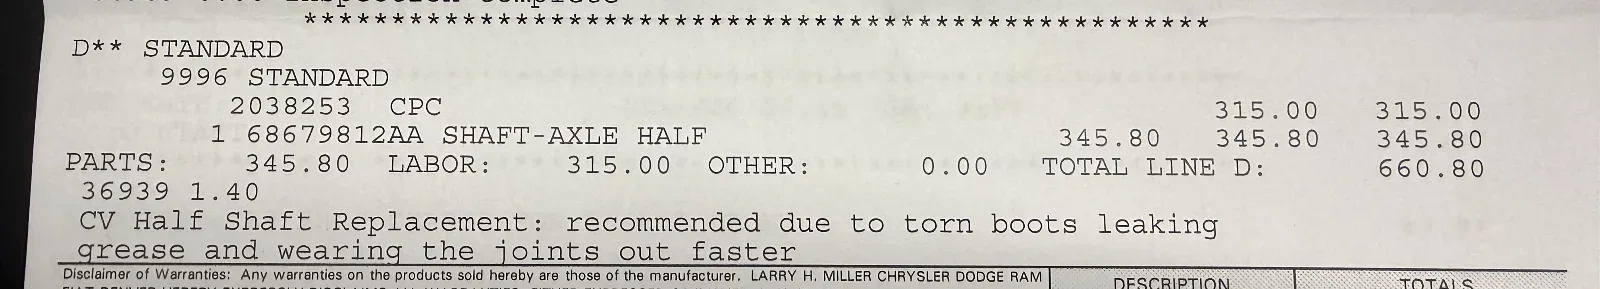 ****************************************************
D** STANDARD
9996 STANDARD
2038253 CPC 315.00 315.00
1 68679812AA SHAFT-AXLE HALF 345.80 345.80 345.80
PARTS: 345.80 LABOR: 315.00 OTHER: 0.00 TOTAL LINE D: 660.80
36939 1.40
CV Half Shaft Replacement: recommended due to torn boots leaking
grease and wearing the joints out faster
Disclaimer of Warranties: Any warranties on the products sold hereby are those of the manufacturer. LARRY H. MILLER CHRYSLER DODGE RAM
DESCRIPTION TOTALS